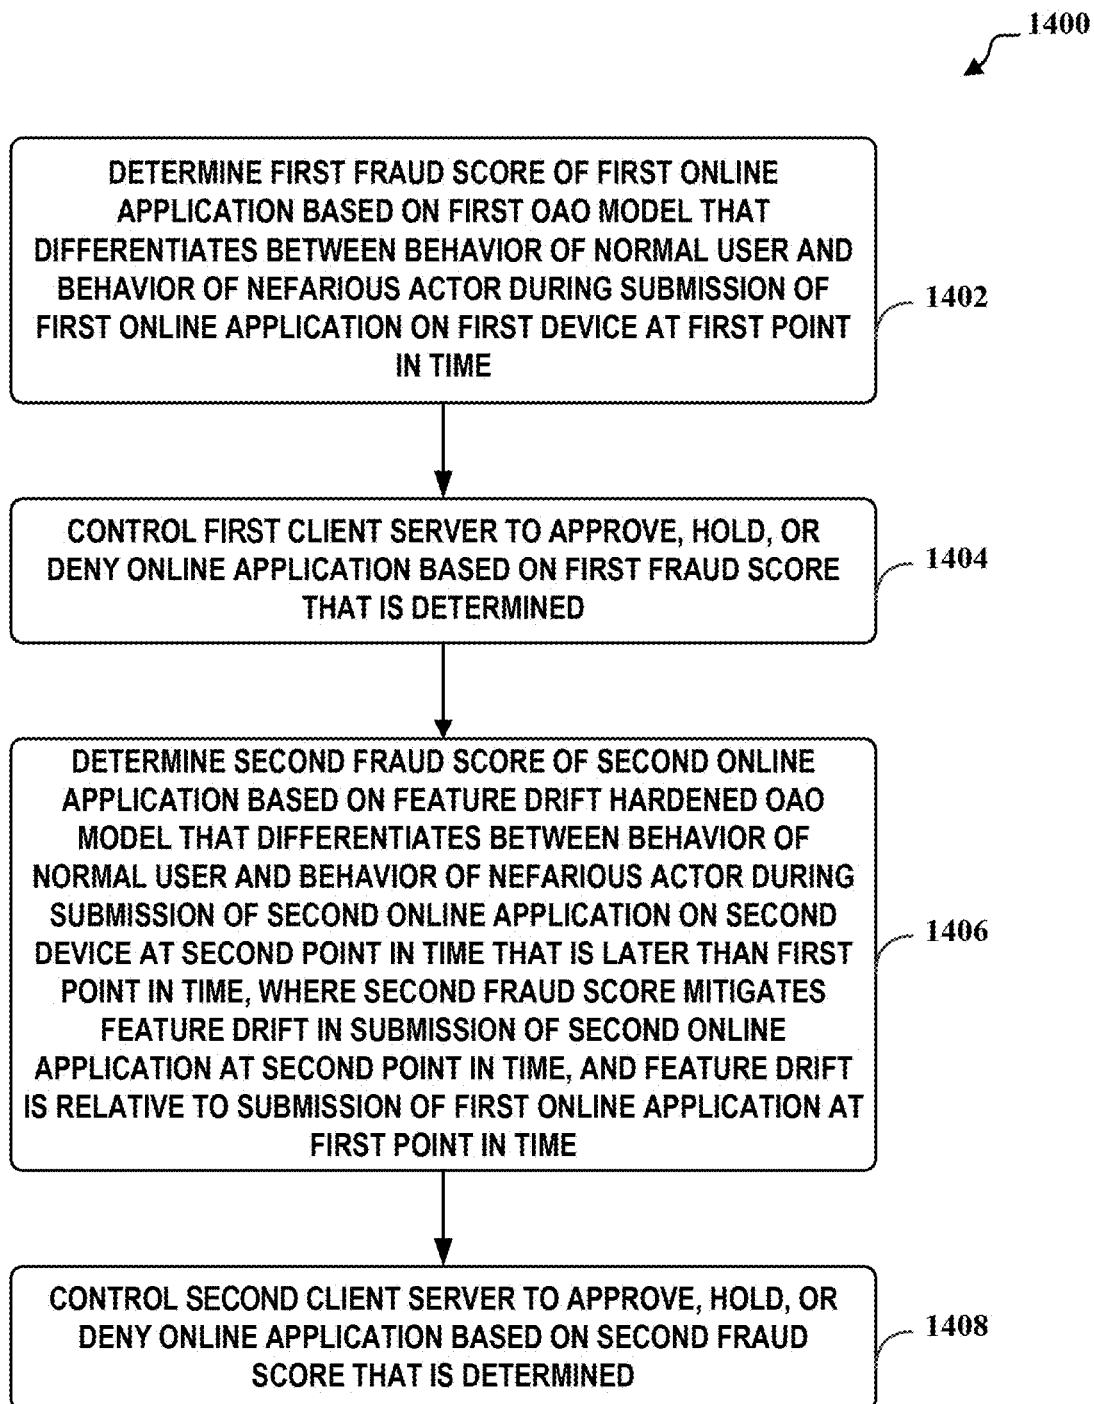 1400
DETERMINE FIRST FRAUD SCORE OF FIRST ONLINE
APPLICATION BASED ON FIRST OAO MODEL THAT
DIFFERENTIATES BETWEEN BEHAVIOR OF NORMAL USER AND
BEHAVIOR OF NEFARIOUS ACTOR DURING SUBMISSION OF
FIRST ONLINE APPLICATION ON FIRST DEVICE AT FIRST POINT
IN TIME
1402
CONTROL FIRST CLIENT SERVER TO APPROVE, HOLD, OR
DENY ONLINE APPLICATION BASED ON FIRST FRAUD SCORE
THAT IS DETERMINED
1404
DETERMINE SECOND FRAUD SCORE OF SECOND ONLINE
APPLICATION BASED ON FEATURE DRIFT HARDENED OAO
MODEL THAT DIFFERENTIATES BETWEEN BEHAVIOR OF
NORMAL USER AND BEHAVIOR OF NEFARIOUS ACTOR DURING
SUBMISSION OF SECOND ONLINE APPLICATION ON SECOND
DEVICE AT SECOND POINT IN TIME THAT IS LATER THAN FIRST
POINT IN TIME, WHERE SECOND FRAUD SCORE MITIGATES
FEATURE DRIFT IN SUBMISSION OF SECOND ONLINE
APPLICATION AT SECOND POINT IN TIME, AND FEATURE DRIFT
IS RELATIVE TO SUBMISSION OF FIRST ONLINE APPLICATION AT
FIRST POINT IN TIME
1406
CONTROL SECOND CLIENT SERVER TO APPROVE, HOLD, OR
DENY ONLINE APPLICATION BASED ON SECOND FRAUD
SCORE THAT IS DETERMINED
1408